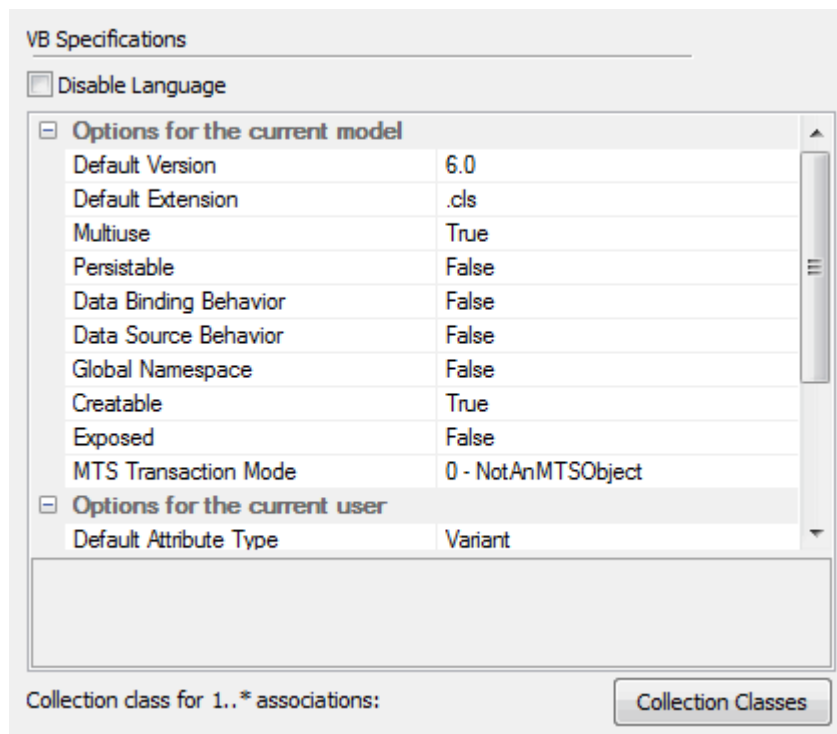 VB Specifications
Disable Language
Options for the current model
Default Version 6.0
Default Extension .cls
Multiuse True
Persistable False
Data Binding Behavior False
Data Source Behavior False
Global Namespace False
Creatable True
Exposed False
MTS Transaction Mode 0 - NotAnMTSObject
Options for the current user
Default Attribute Type Variant
Collection class for 1..* associations: Collection Classes